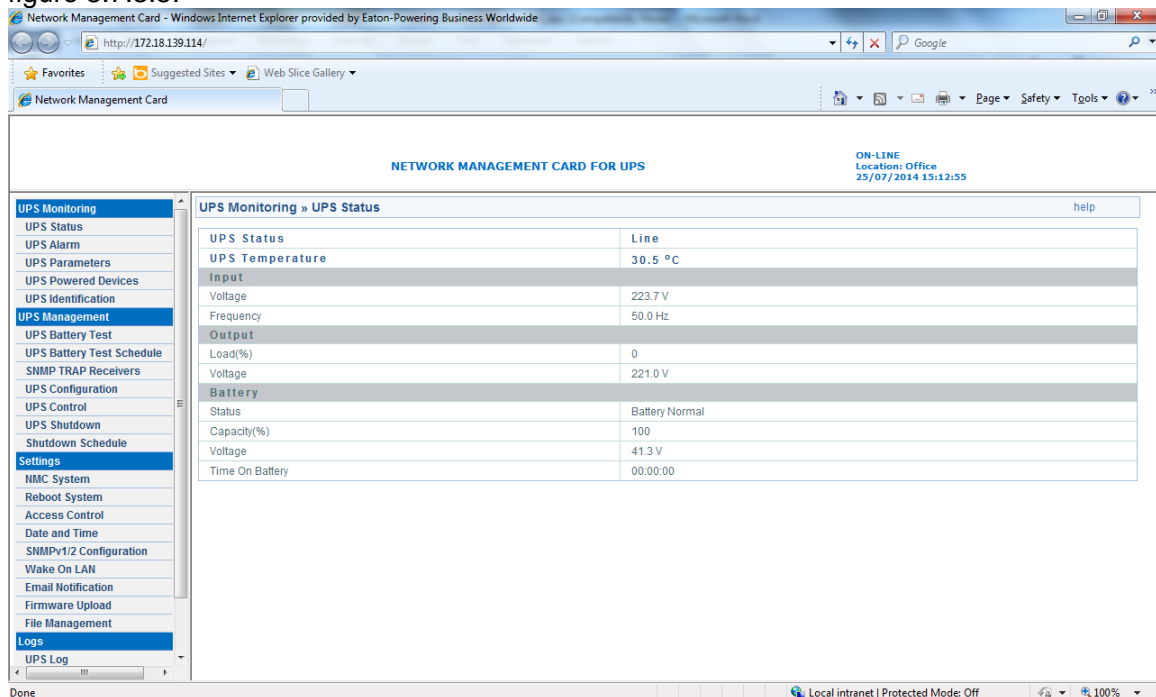 Network Management Card - Windows Internet Explorer provided by Eaton-Powering Business Worldwide
http://172.18.139.114/
Google
Favorites
Suggested Sites
Web Slice Gallery
Network Management Card
Page
Safety
Tools
NETWORK MANAGEMENT CARD FOR UPS
ON-LINE
Location: Office
25/07/2014 15:12:55
UPS Monitoring
UPS Status
UPS Alarm
UPS Parameters
UPS Powered Devices
UPS Identification
UPS Management
UPS Battery Test
UPS Battery Test Schedule
SNMP TRAP Receivers
UPS Configuration
UPS Control
UPS Shutdown
Shutdown Schedule
Settings
NMC System
Reboot System
Access Control
Date and Time
SNMPv1/2 Configuration
Wake On LAN
Email Notification
Firmware Upload
File Management
Logs
UPS Log
UPS Monitoring » UPS Status
help
UPS Status Line
UPS Temperature 30.5 °C
Input
Voltage 223.7 V
Frequency 50.0 Hz
Output
Load(%) 0
Voltage 221.0 V
Battery
Status Battery Normal
Capacity(%) 100
Voltage 41.3 V
Time On Battery 00:00:00
Done
Local intranet | Protected Mode: Off
100%